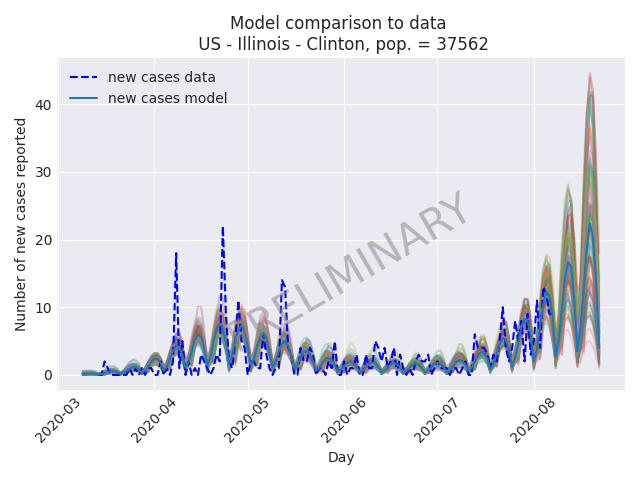 Model comparison to data
US - Illinois - Clinton, pop. = 37562
new cases data
new cases model
PRELIMINARY
Number of new cases reported
40
30
20
10
0
2020-03
2020-04
2020-05
2020-06
2020-07
2020-08
Day